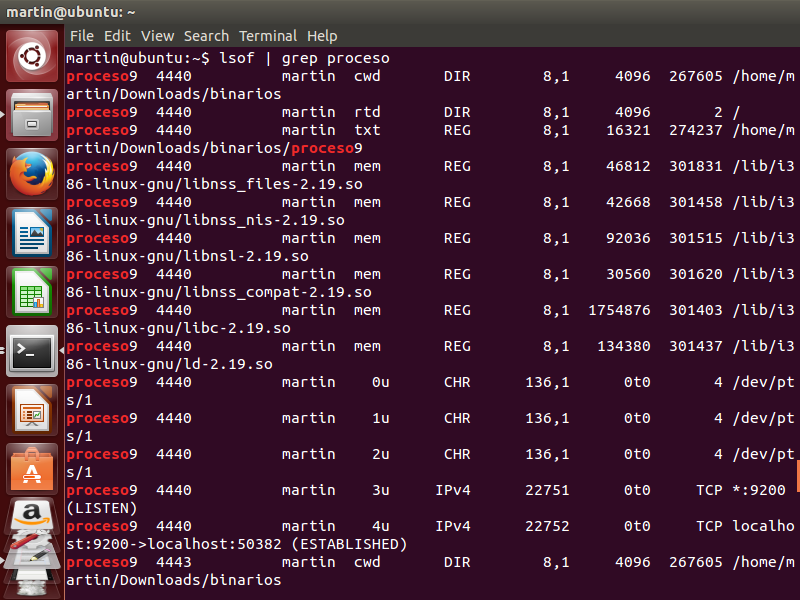 martin@ubuntu: ~
File Edit View Search Terminal Help
martin@ubuntu:~$ lsof | grep proceso
proceso9  4440          martin  cwd       DIR        8,1     4096  267605 /home/m
artin/Downloads/binarios
proceso9  4440          martin  rtd       DIR        8,1     4096       2 /
proceso9  4440          martin  txt       REG        8,1    16321  274237 /home/m
artin/Downloads/binarios/proceso9
proceso9  4440          martin  mem       REG        8,1    46812  301831 /lib/i3
86-linux-gnu/libnss_files-2.19.so
proceso9  4440          martin  mem       REG        8,1    42668  301458 /lib/i3
86-linux-gnu/libnss_nis-2.19.so
proceso9  4440          martin  mem       REG        8,1    92036  301515 /lib/i3
86-linux-gnu/libnsl-2.19.so
proceso9  4440          martin  mem       REG        8,1    30560  301620 /lib/i3
86-linux-gnu/libnss_compat-2.19.so
proceso9  4440          martin  mem       REG        8,1  1754876  301403 /lib/i3
86-linux-gnu/libc-2.19.so
proceso9  4440          martin  mem       REG        8,1   134380  301437 /lib/i3
86-linux-gnu/ld-2.19.so
proceso9  4440          martin    0u      CHR      136,1      0t0       4 /dev/pt
s/1
proceso9  4440          martin    1u      CHR      136,1      0t0       4 /dev/pt
s/1
proceso9  4440          martin    2u      CHR      136,1      0t0       4 /dev/pt
s/1
proceso9  4440          martin    3u     IPv4      22751      0t0     TCP *:9200
(LISTEN)
proceso9  4440          martin    4u     IPv4      22752      0t0     TCP localho
st:9200->localhost:50382 (ESTABLISHED)
proceso9  4443          martin  cwd       DIR        8,1     4096  267605 /home/m
artin/Downloads/binarios